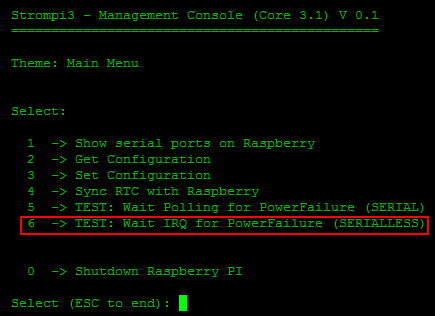 Strompi3 - Management Console (Core 3.1) V 0.1
==============================================
Theme: Main Menu
Select:
1 -> Show serial ports on Raspberry
2 -> Get Configuration
3 -> Set Configuration
4 -> Sync RTC with Raspberry
5 -> TEST: Wait Polling for PowerFailure (SERIAL)
6 -> TEST: Wait IRQ for PowerFailure (SERIALLESS)
0 -> Shutdown Raspberry PI
Select (ESC to end):